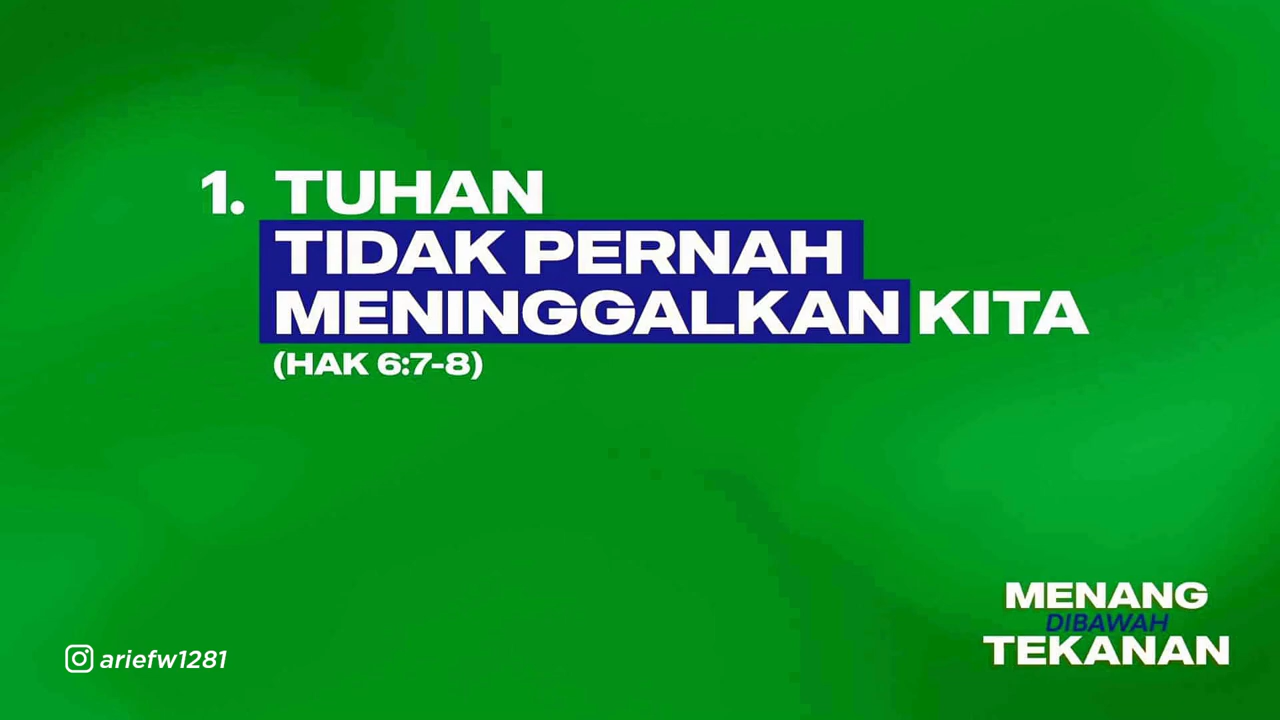 1. TUHAN
TIDAK PERNAH
MENINGGALKAN KITA
(HAK 6:7-8)
MENANG
DIBAWAH
TEKANAN
ariefw1281